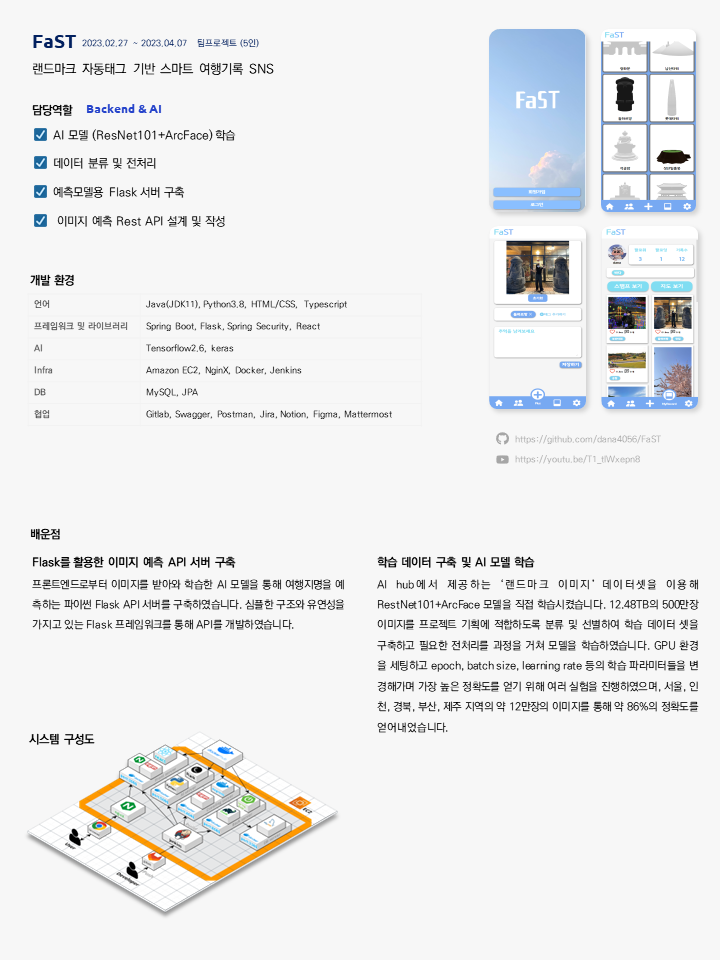 FaST 2023.02.27 ~ 2023.04.07 팀프로젝트 (5인)
랜드마크 자동태그 기반 스마트 여행기록 SNS
담당역할 Backend & AI
AI 모델 (ResNet101+ArcFace) 학습
데이터 분류 및 전처리
예측모델용 Flask 서버 구축
이미지 예측 Rest API 설계 및 작성
개발 환경
언어 Java(JDK11), Python3.8, HTML/CSS, Typescript
프레임워크 및 라이브러리 Spring Boot, Flask, Spring Security, React
AI Tensorflow2.6, keras
Infra Amazon EC2, NginX, Docker, Jenkins
DB MySQL, JPA
협업 Gitlab, Swagger, Postman, Jira, Notion, Figma, Mattermost
FaST
회원가입
로그인
FaST
FaST
FaST
3 1 12
스탬프 보기 카드 보기
저장하기
https://github.com/dana4056/FaST
https://youtu.be/T1_tlWxepn8
배운점
Flask를 활용한 이미지 예측 API 서버 구축
프론트엔드로부터 이미지를 받아와 학습한 AI 모델을 통해 여행지명을 예
측하는 파이썬 Flask API 서버를 구축하였습니다. 심플한 구조와 유연성을
가지고 있는 Flask 프레임워크를 통해 API를 개발하였습니다.
학습 데이터 구축 및 AI 모델 학습
AI hub에서 제공하는 ‘랜드마크 이미지’ 데이터셋을 이용해
RestNet101+ArcFace 모델을 직접 학습시켰습니다. 12.48TB의 500만장
이미지를 프로젝트 기획에 적합하도록 분류 및 선별하여 학습 데이터 셋을
구축하고 필요한 전처리를 과정을 거쳐 모델을 학습하였습니다. GPU 환경
을 세팅하고 epoch, batch size, learning rate 등의 학습 파라미터들을 변
경해가며 가장 높은 정확도를 얻기 위해 여러 실험을 진행하였으며, 서울, 인
천, 경북, 부산, 제주 지역의 약 12만장의 이미지를 통해 약 86%의 정확도를
얻어내었습니다.
시스템 구성도
EC2
User
Developer